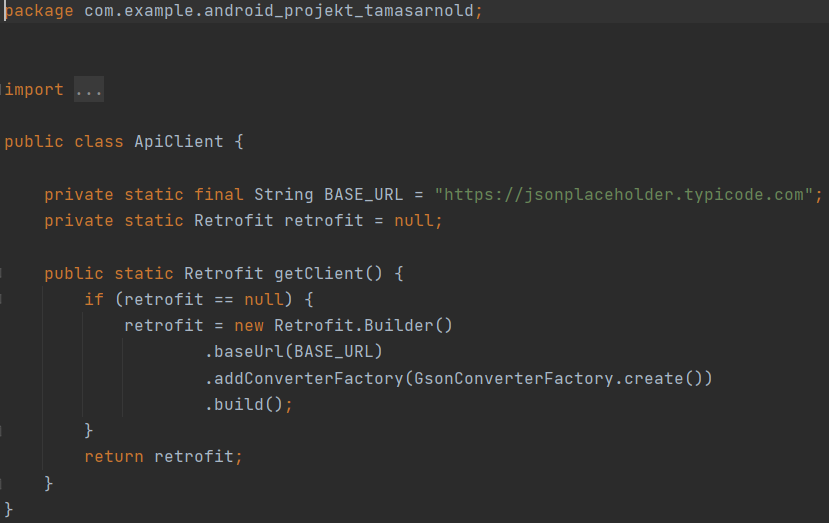 package com.example.android_projekt_tamasarnold;
import ...
public class ApiClient {
private static final String BASE_URL = "https://jsonplaceholder.typicode.com";
private static Retrofit retrofit = null;
public static Retrofit getClient() {
if (retrofit == null) {
retrofit = new Retrofit.Builder()
.baseUrl(BASE_URL)
.addConverterFactory(GsonConverterFactory.create())
.build();
}
return retrofit;
}
}